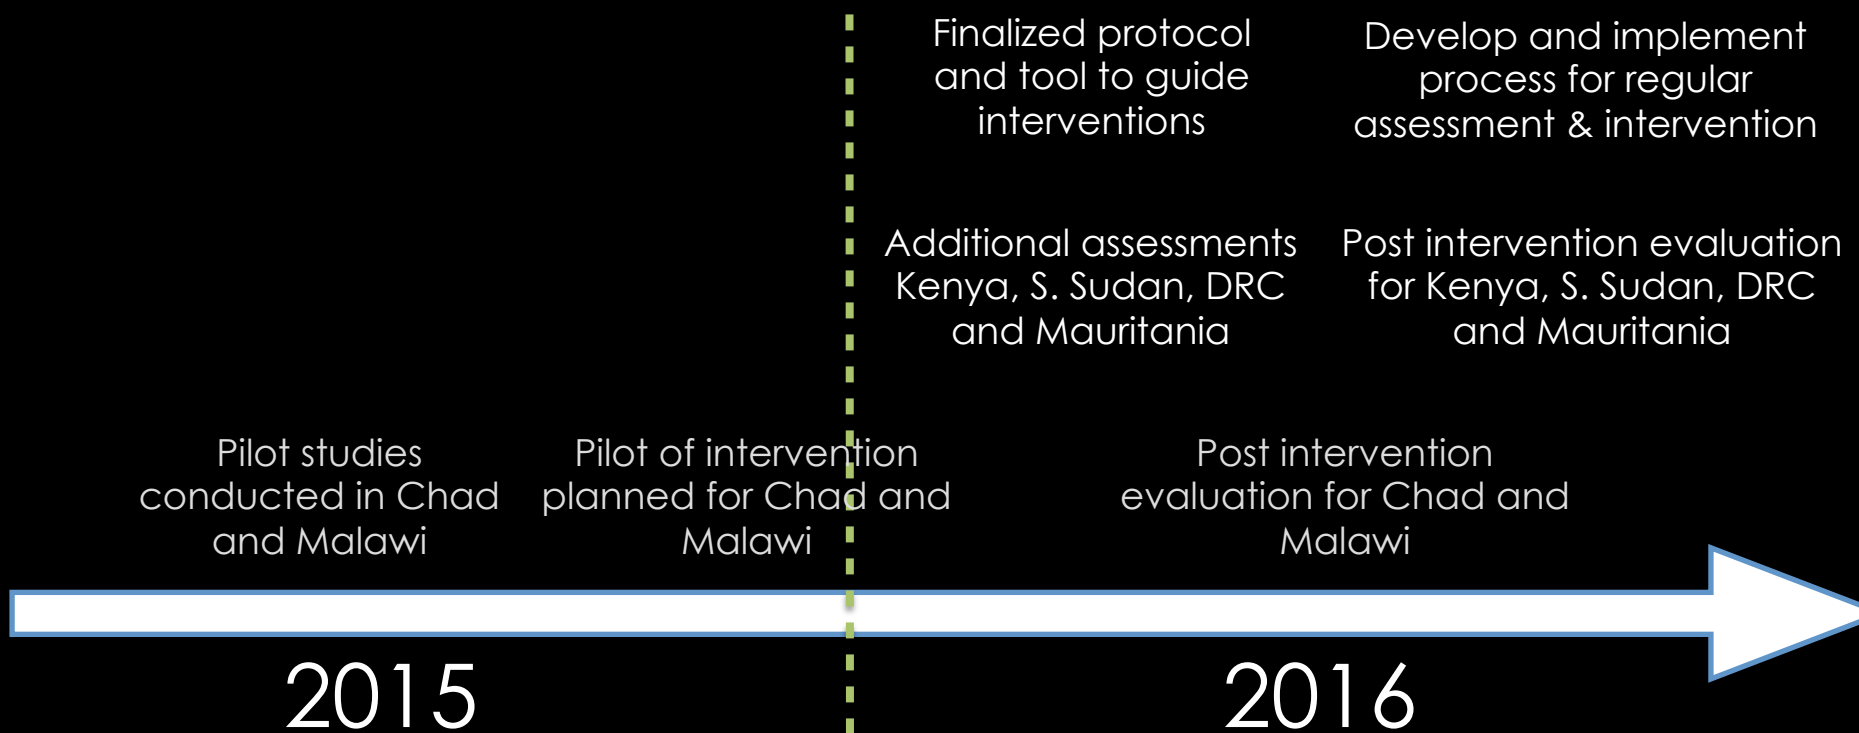 Finalized protocol
and tool to guide
interventions
Develop and implement
process for regular
assessment & intervention
Additional assessments
Kenya, S. Sudan, DRC
and Mauritania
Post intervention evaluation
for Kenya, S. Sudan, DRC
and Mauritania
Pilot studies
conducted in Chad
and Malawi
Pilot of intervention
planned for Chad and
Malawi
Post intervention
evaluation for Chad and
Malawi
2015
2016